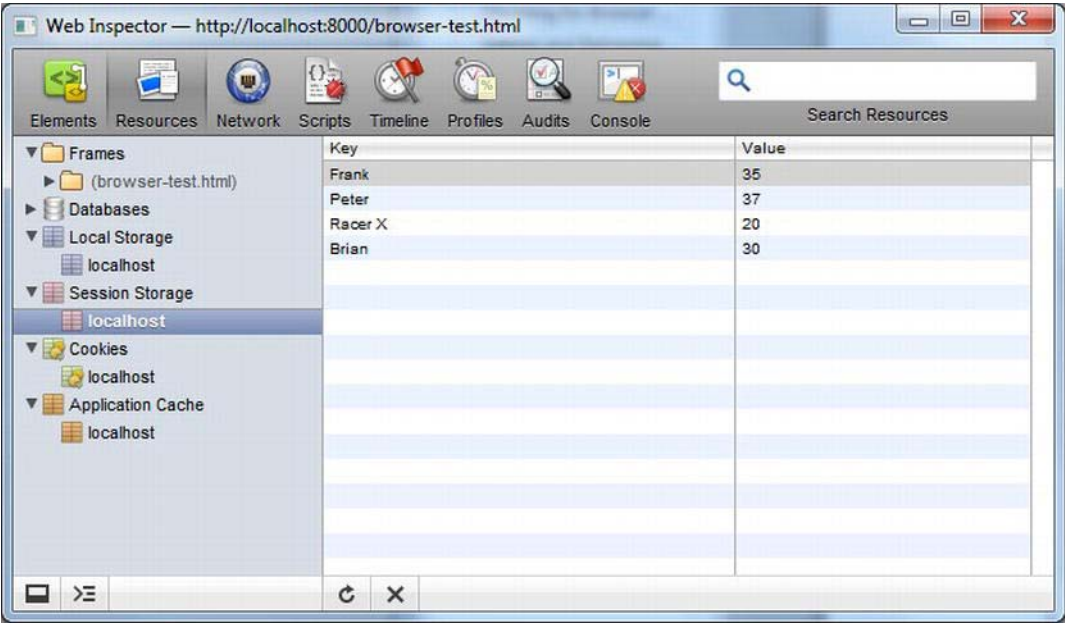 Web Inspector — http://localhost:8000/browser-test.html
Elements Resources Network Scripts Timeline Profiles Audits Console Search Resources
Frames
(browser-test.html)
Databases
Local Storage
localhost
Session Storage
localhost
Cookies
localhost
Application Cache
localhost
Key Value
Frank 35
Peter 37
Racer X 20
Brian 30